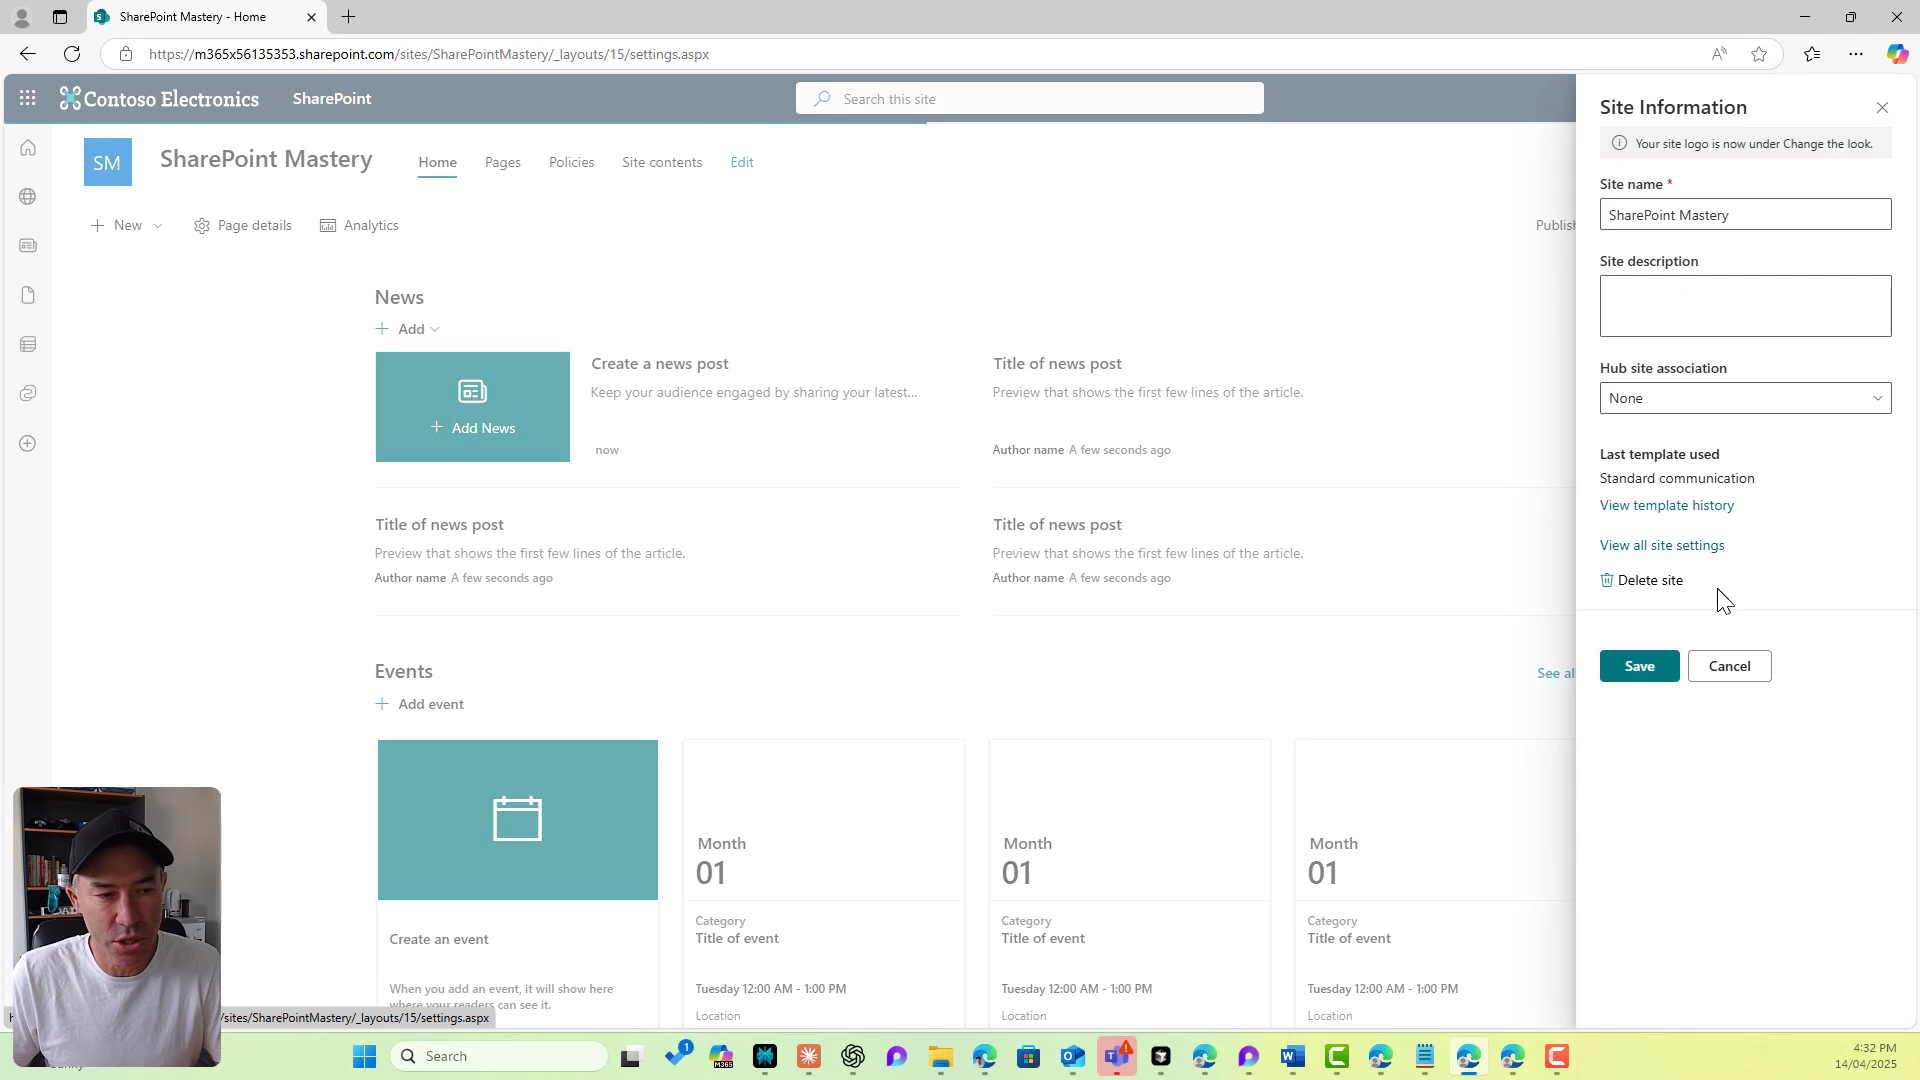 SharePoint Mastery - Home
https://m365x56135353.sharepoint.com/sites/SharePointMastery/_layouts/15/settings.aspx
Contoso Electronics
SharePoint
Search this site
SM
SharePoint Mastery
Home
Pages
Policies
Site contents
Edit
New
Page details
Analytics
Publish
News
Add
Add News
Create a news post
Keep your audience engaged by sharing your latest...
now
Title of news post
Preview that shows the first few lines of the article.
Author name A few seconds ago
Title of news post
Preview that shows the first few lines of the article.
Author name A few seconds ago
Title of news post
Preview that shows the first few lines of the article.
Author name A few seconds ago
Events
See all
Add event
Create an event
When you add an event, it will show here
where your readers can see it.
Month
01
Category
Title of event
Tuesday 12:00 AM - 1:00 PM
Location
Month
01
Category
Title of event
Tuesday 12:00 AM - 1:00 PM
Location
Month
01
Category
Title of event
Tuesday 12:00 AM - 1:00 PM
Location
Site Information
Your site logo is now under Change the look.
Site name *
SharePoint Mastery
Site description
Hub site association
None
Last template used
Standard communication
View template history
View all site settings
Delete site
Save
Cancel
/sites/SharePointMastery/_layouts/15/settings.aspx
Search
1
M365
4:32 PM
14/04/2025